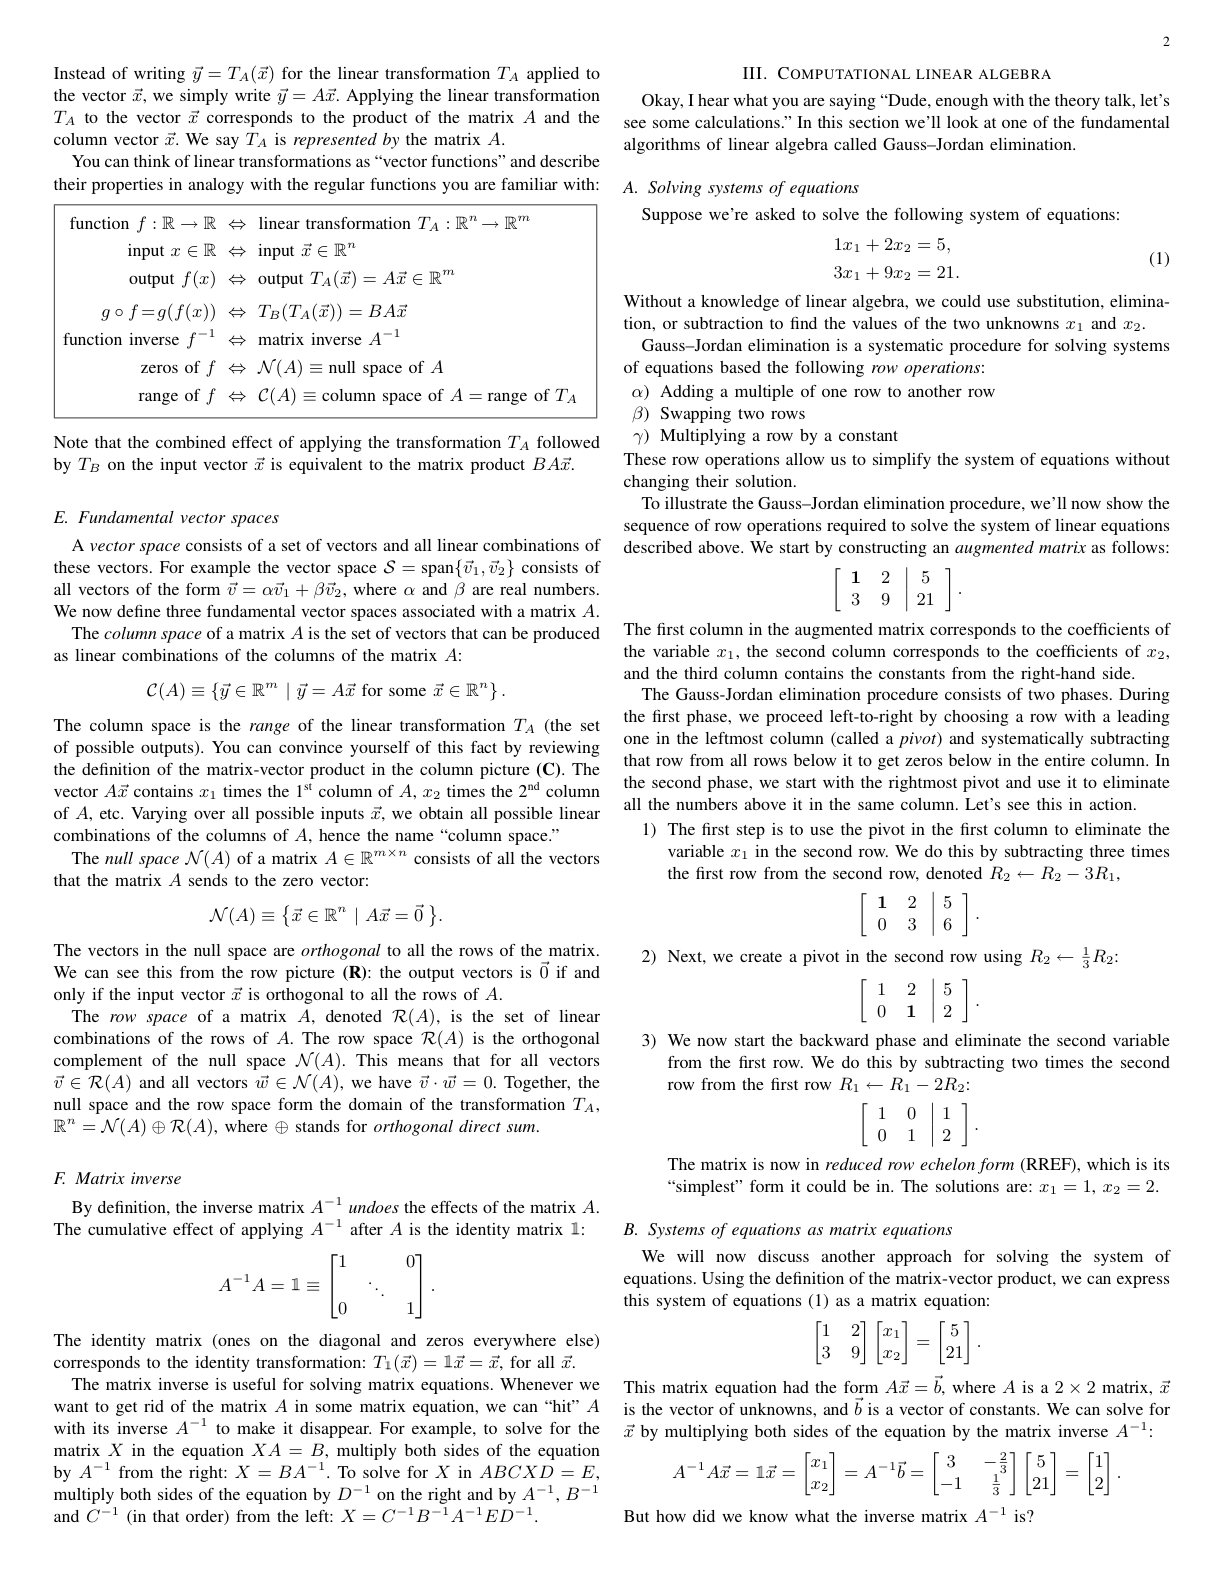 2
Instead of writing $\vec{y} = T_A(\vec{x})$ for the linear transformation $T_A$ applied to
the vector $\vec{x}$, we simply write $\vec{y} = A\vec{x}$. Applying the linear transformation
$T_A$ to the vector $\vec{x}$ corresponds to the product of the matrix $A$ and the
column vector $\vec{x}$. We say $T_A$ is represented by the matrix $A$.
You can think of linear transformations as “vector functions” and describe
their properties in analogy with the regular functions you are familiar with:
function $f : \mathbb{R} \to \mathbb{R}$ ⇔ linear transformation $T_A : \mathbb{R}^n \to \mathbb{R}^m$
input $x \in \mathbb{R}$ ⇔ input $\vec{x} \in \mathbb{R}^n$
output $f(x)$ ⇔ output $T_A(\vec{x}) = A\vec{x} \in \mathbb{R}^m$
$g \circ f = g(f(x))$ ⇔ $T_B(T_A(\vec{x})) = BA\vec{x}$
function inverse $f^{-1}$ ⇔ matrix inverse $A^{-1}$
zeros of $f$ ⇔ $\mathcal{N}(A) \equiv$ null space of $A$
range of $f$ ⇔ $\mathcal{C}(A) \equiv$ column space of $A$ = range of $T_A$
Note that the combined effect of applying the transformation $T_A$ followed
by $T_B$ on the input vector $\vec{x}$ is equivalent to the matrix product $BA\vec{x}$.
E. Fundamental vector spaces
A vector space consists of a set of vectors and all linear combinations of
these vectors. For example the vector space $\mathcal{S} = \text{span}\{\vec{v}_1, \vec{v}_2\}$ consists of
all vectors of the form $\vec{v} = \alpha\vec{v}_1 + \beta\vec{v}_2$, where $\alpha$ and $\beta$ are real numbers.
We now define three fundamental vector spaces associated with a matrix $A$.
The column space of a matrix $A$ is the set of vectors that can be produced
as linear combinations of the columns of the matrix $A$:
$\mathcal{C}(A) \equiv \{\vec{y} \in \mathbb{R}^m \mid \vec{y} = A\vec{x} \text{ for some } \vec{x} \in \mathbb{R}^n\}.$
The column space is the range of the linear transformation $T_A$ (the set
of possible outputs). You can convince yourself of this fact by reviewing
the definition of the matrix-vector product in the column picture (C). The
vector $A\vec{x}$ contains $x_1$ times the 1$^{\text{st}}$ column of $A$, $x_2$ times the 2$^{\text{nd}}$ column
of $A$, etc. Varying over all possible inputs $\vec{x}$, we obtain all possible linear
combinations of the columns of $A$, hence the name “column space.”
The null space $\mathcal{N}(A)$ of a matrix $A \in \mathbb{R}^{m \times n}$ consists of all the vectors
that the matrix $A$ sends to the zero vector:
$\mathcal{N}(A) \equiv \{\vec{x} \in \mathbb{R}^n \mid A\vec{x} = \vec{0}\}.$
The vectors in the null space are orthogonal to all the rows of the matrix.
We can see this from the row picture (R): the output vectors is $\vec{0}$ if and
only if the input vector $\vec{x}$ is orthogonal to all the rows of $A$.
The row space of a matrix $A$, denoted $\mathcal{R}(A)$, is the set of linear
combinations of the rows of $A$. The row space $\mathcal{R}(A)$ is the orthogonal
complement of the null space $\mathcal{N}(A)$. This means that for all vectors
$\vec{v} \in \mathcal{R}(A)$ and all vectors $\vec{w} \in \mathcal{N}(A)$, we have $\vec{v} \cdot \vec{w} = 0$. Together, the
null space and the row space form the domain of the transformation $T_A$,
$\mathbb{R}^n = \mathcal{N}(A) \oplus \mathcal{R}(A)$, where $\oplus$ stands for orthogonal direct sum.
F. Matrix inverse
By definition, the inverse matrix $A^{-1}$ undoes the effects of the matrix $A$.
The cumulative effect of applying $A^{-1}$ after $A$ is the identity matrix $\mathbb{1}$:
$A^{-1}A = \mathbb{1} \equiv \begin{bmatrix} 1 & & 0 \\ & \ddots & \\ 0 & & 1 \end{bmatrix}.$
The identity matrix (ones on the diagonal and zeros everywhere else)
corresponds to the identity transformation: $T_{\mathbb{1}}(\vec{x}) = \mathbb{1}\vec{x} = \vec{x}$, for all $\vec{x}$.
The matrix inverse is useful for solving matrix equations. Whenever we
want to get rid of the matrix $A$ in some matrix equation, we can “hit” $A$
with its inverse $A^{-1}$ to make it disappear. For example, to solve for the
matrix $X$ in the equation $XA = B$, multiply both sides of the equation
by $A^{-1}$ from the right: $X = BA^{-1}$. To solve for $X$ in $ABCXD = E$,
multiply both sides of the equation by $D^{-1}$ on the right and by $A^{-1}$, $B^{-1}$
and $C^{-1}$ (in that order) from the left: $X = C^{-1}B^{-1}A^{-1}ED^{-1}$.
III. COMPUTATIONAL LINEAR ALGEBRA
Okay, I hear what you are saying “Dude, enough with the theory talk, let’s
see some calculations.” In this section we’ll look at one of the fundamental
algorithms of linear algebra called Gauss–Jordan elimination.
A. Solving systems of equations
Suppose we’re asked to solve the following system of equations:
$1x_1 + 2x_2 = 5,$
$3x_1 + 9x_2 = 21.$ (1)
Without a knowledge of linear algebra, we could use substitution, elimina-
tion, or subtraction to find the values of the two unknowns $x_1$ and $x_2$.
Gauss–Jordan elimination is a systematic procedure for solving systems
of equations based the following row operations:
$\alpha$) Adding a multiple of one row to another row
$\beta$) Swapping two rows
$\gamma$) Multiplying a row by a constant
These row operations allow us to simplify the system of equations without
changing their solution.
To illustrate the Gauss–Jordan elimination procedure, we’ll now show the
sequence of row operations required to solve the system of linear equations
described above. We start by constructing an augmented matrix as follows:
$\left[\begin{array}{cc|c} \mathbf{1} & 2 & 5 \\ 3 & 9 & 21 \end{array}\right].$
The first column in the augmented matrix corresponds to the coefficients of
the variable $x_1$, the second column corresponds to the coefficients of $x_2$,
and the third column contains the constants from the right-hand side.
The Gauss-Jordan elimination procedure consists of two phases. During
the first phase, we proceed left-to-right by choosing a row with a leading
one in the leftmost column (called a pivot) and systematically subtracting
that row from all rows below it to get zeros below in the entire column. In
the second phase, we start with the rightmost pivot and use it to eliminate
all the numbers above it in the same column. Let’s see this in action.
1) The first step is to use the pivot in the first column to eliminate the
variable $x_1$ in the second row. We do this by subtracting three times
the first row from the second row, denoted $R_2 \leftarrow R_2 - 3R_1$,
$\left[\begin{array}{cc|c} \mathbf{1} & 2 & 5 \\ 0 & 3 & 6 \end{array}\right].$
2) Next, we create a pivot in the second row using $R_2 \leftarrow \frac{1}{3}R_2$:
$\left[\begin{array}{cc|c} 1 & 2 & 5 \\ 0 & \mathbf{1} & 2 \end{array}\right].$
3) We now start the backward phase and eliminate the second variable
from the first row. We do this by subtracting two times the second
row from the first row $R_1 \leftarrow R_1 - 2R_2$:
$\left[\begin{array}{cc|c} 1 & 0 & 1 \\ 0 & 1 & 2 \end{array}\right].$
The matrix is now in reduced row echelon form (RREF), which is its
“simplest” form it could be in. The solutions are: $x_1 = 1$, $x_2 = 2$.
B. Systems of equations as matrix equations
We will now discuss another approach for solving the system of
equations. Using the definition of the matrix-vector product, we can express
this system of equations (1) as a matrix equation:
$\begin{bmatrix} 1 & 2 \\ 3 & 9 \end{bmatrix} \begin{bmatrix} x_1 \\ x_2 \end{bmatrix} = \begin{bmatrix} 5 \\ 21 \end{bmatrix}.$
This matrix equation had the form $A\vec{x} = \vec{b}$, where $A$ is a $2 \times 2$ matrix, $\vec{x}$
is the vector of unknowns, and $\vec{b}$ is a vector of constants. We can solve for
$\vec{x}$ by multiplying both sides of the equation by the matrix inverse $A^{-1}$:
$A^{-1}A\vec{x} = \mathbb{1}\vec{x} = \begin{bmatrix} x_1 \\ x_2 \end{bmatrix} = A^{-1}\vec{b} = \begin{bmatrix} 3 & -\frac{2}{3} \\ -1 & \frac{1}{3} \end{bmatrix} \begin{bmatrix} 5 \\ 21 \end{bmatrix} = \begin{bmatrix} 1 \\ 2 \end{bmatrix}.$
But how did we know what the inverse matrix $A^{-1}$ is?